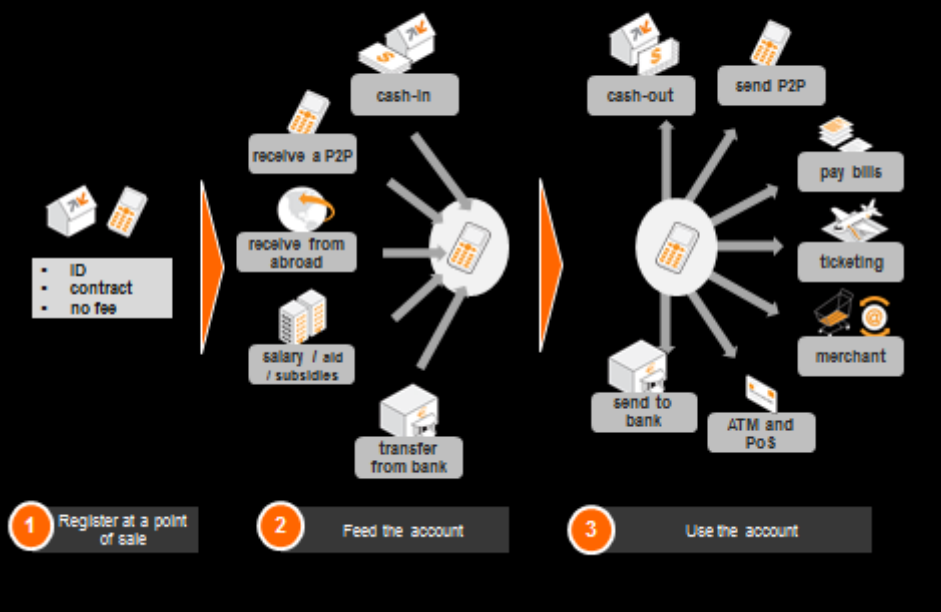 cash-in
receive a P2P
receive from
abroad
salary / aid
/ subsidies
transfer
from bank
cash-out
send P2P
pay bills
ticketing
@
merchant
ATM and
PoS
send to
bank
• ID
• contract
• no fee
1
Register at a point
of sale
2
Feed the account
3
Use the account